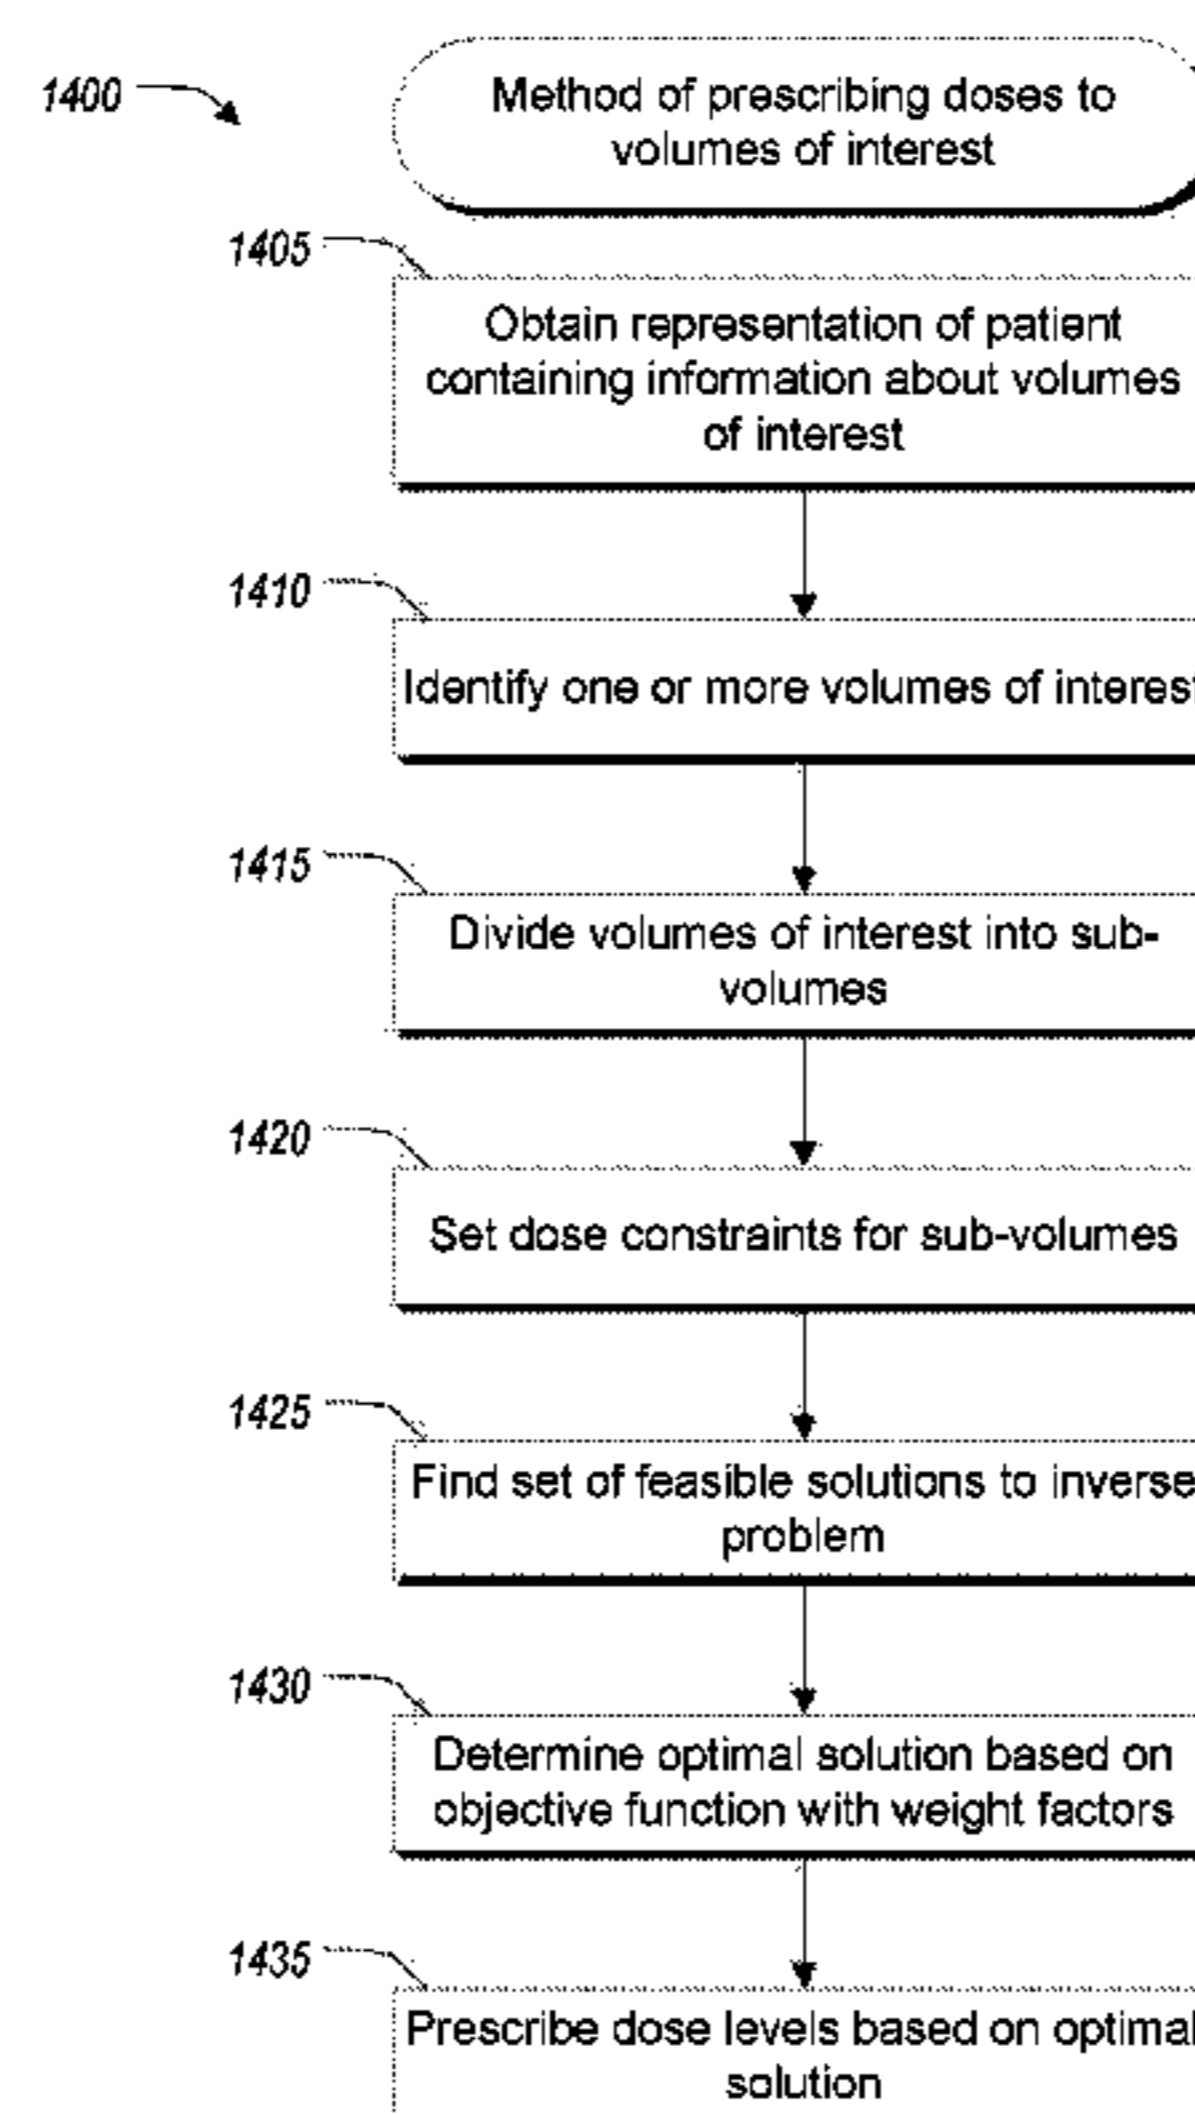 1400
Method of prescribing doses to
volumes of interest
1405
Obtain representation of patient
containing information about volumes
of interest
1410
Identify one or more volumes of interest
1415
Divide volumes of interest into sub-
volumes
1420
Set dose constraints for sub-volumes
1425
Find set of feasible solutions to inverse
problem
1430
Determine optimal solution based on
objective function with weight factors
1435
Prescribe dose levels based on optimal
solution